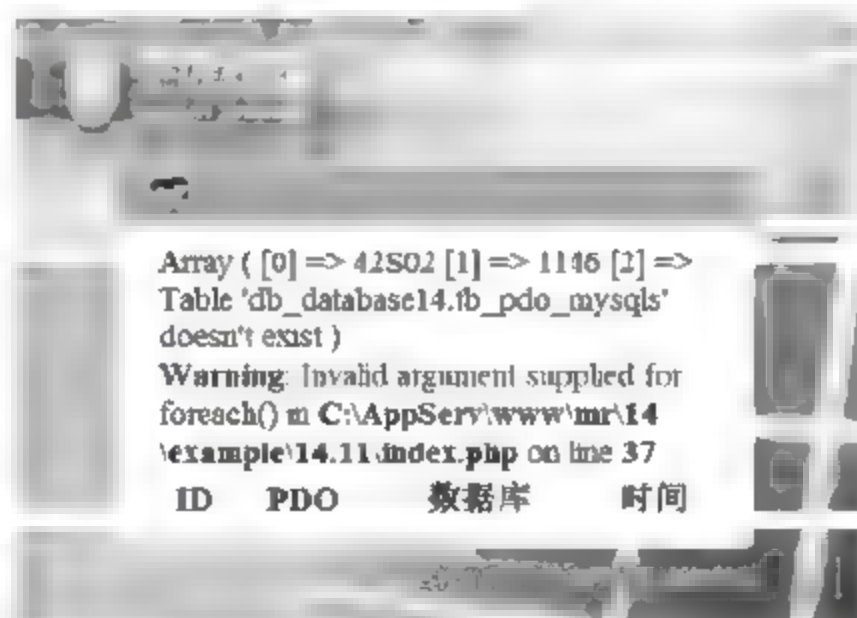 Array ( [0] => 42S02 [1] => 1146 [2] =>
Table 'db_database14.tb_pdo_mysqls'
doesn't exist )
Warning: Invalid argument supplied for
foreach() in C:\AppServ\www\mr\14
\example\14.11\index.php on line 37
ID PDO 数据库 时间